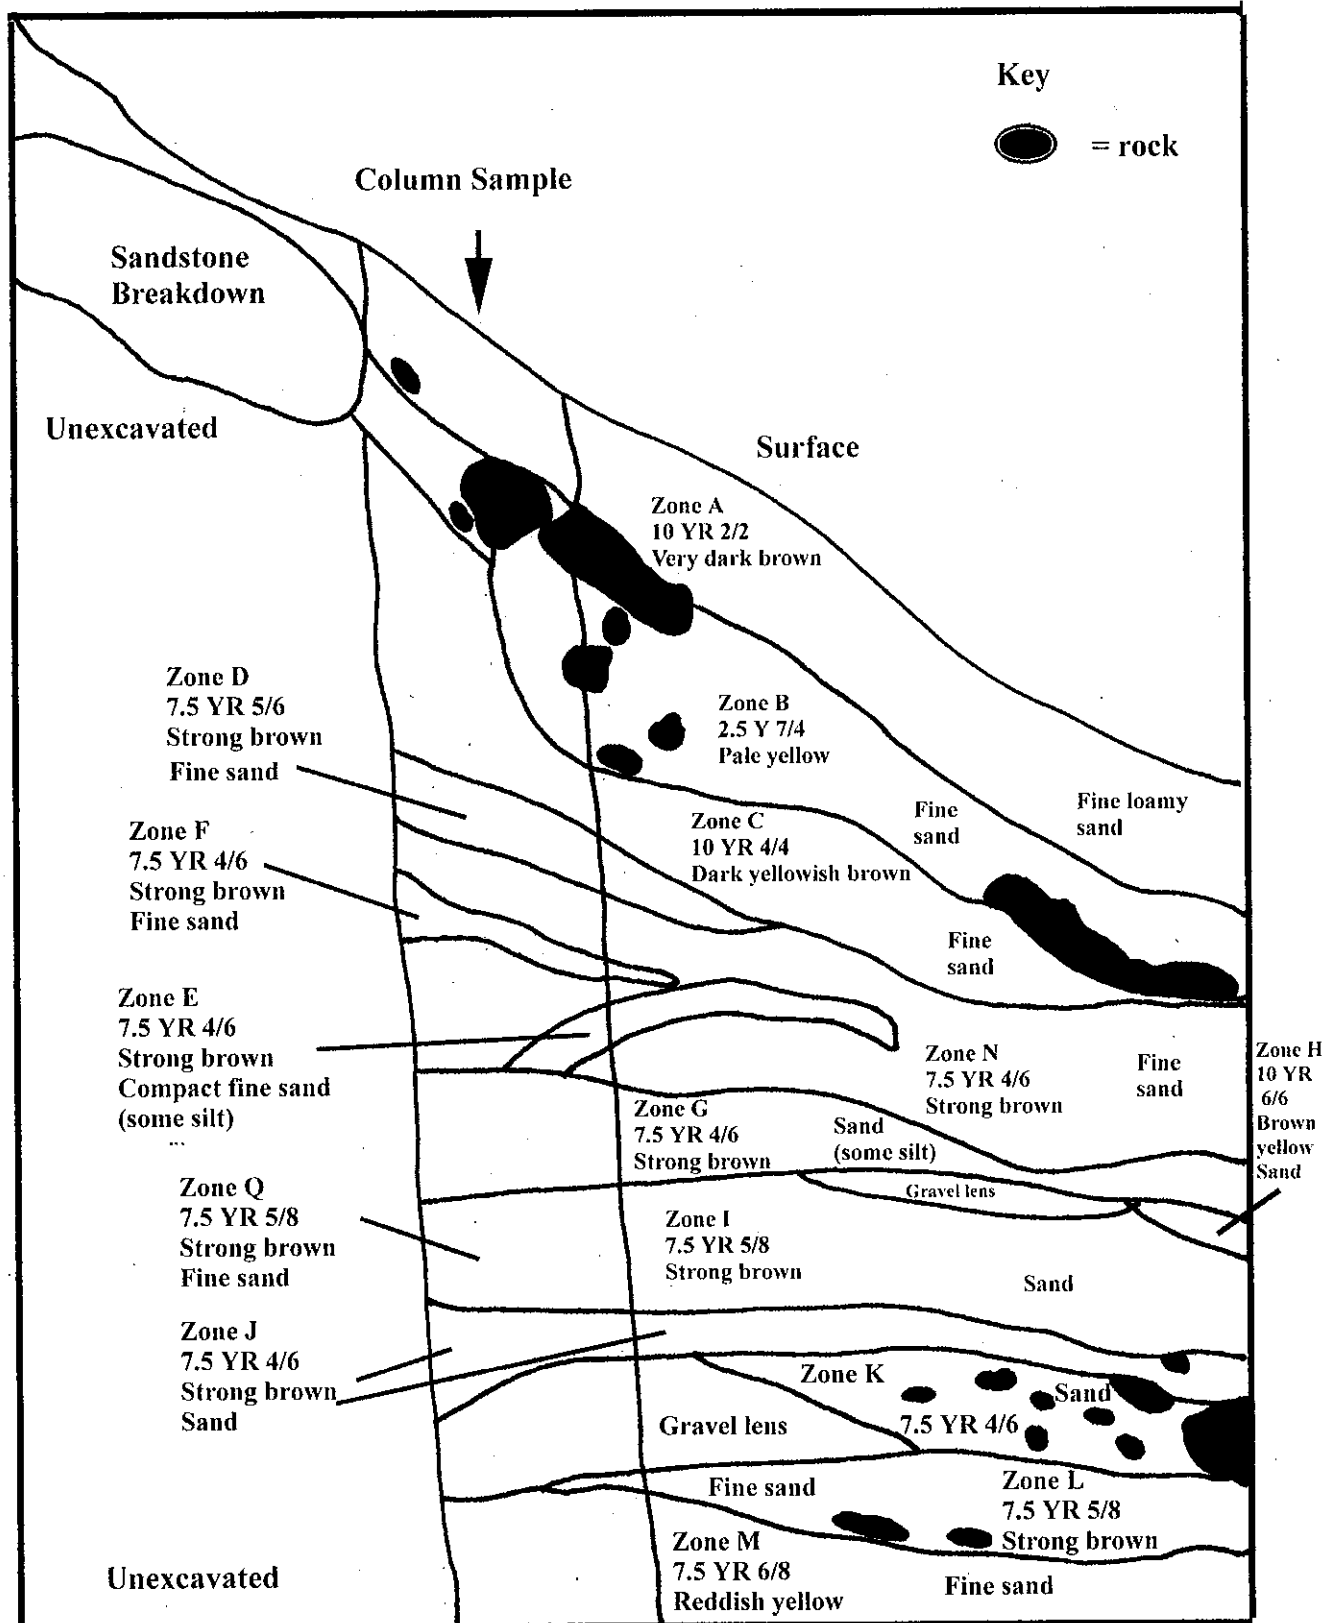 Key
= rock
Column Sample
Sandstone
Breakdown
Unexcavated
Surface
Zone A
10 YR 2/2
Very dark brown
Zone D
7.5 YR 5/6
Strong brown
Fine sand
Zone B
2.5 Y 7/4
Pale yellow
Fine loamy
sand
Fine
sand
Zone C
10 YR 4/4
Dark yellowish brown
Zone F
7.5 YR 4/6
Strong brown
Fine sand
Fine
sand
Zone E
7.5 YR 4/6
Strong brown
Compact fine sand
(some silt)
Zone N
7.5 YR 4/6
Strong brown
Fine
sand
Zone H
10 YR
6/6
Brown
yellow
Sand
Zone G
7.5 YR 4/6
Strong brown
Sand
(some silt)
Gravel lens
Zone Q
7.5 YR 5/8
Strong brown
Fine sand
Zone I
7.5 YR 5/8
Strong brown
Sand
Zone J
7.5 YR 4/6
Strong brown
Sand
Zone K
Sand
7.5 YR 4/6
Gravel lens
Fine sand
Zone L
7.5 YR 5/8
Strong brown
Zone M
7.5 YR 6/8
Reddish yellow
Fine sand
Unexcavated